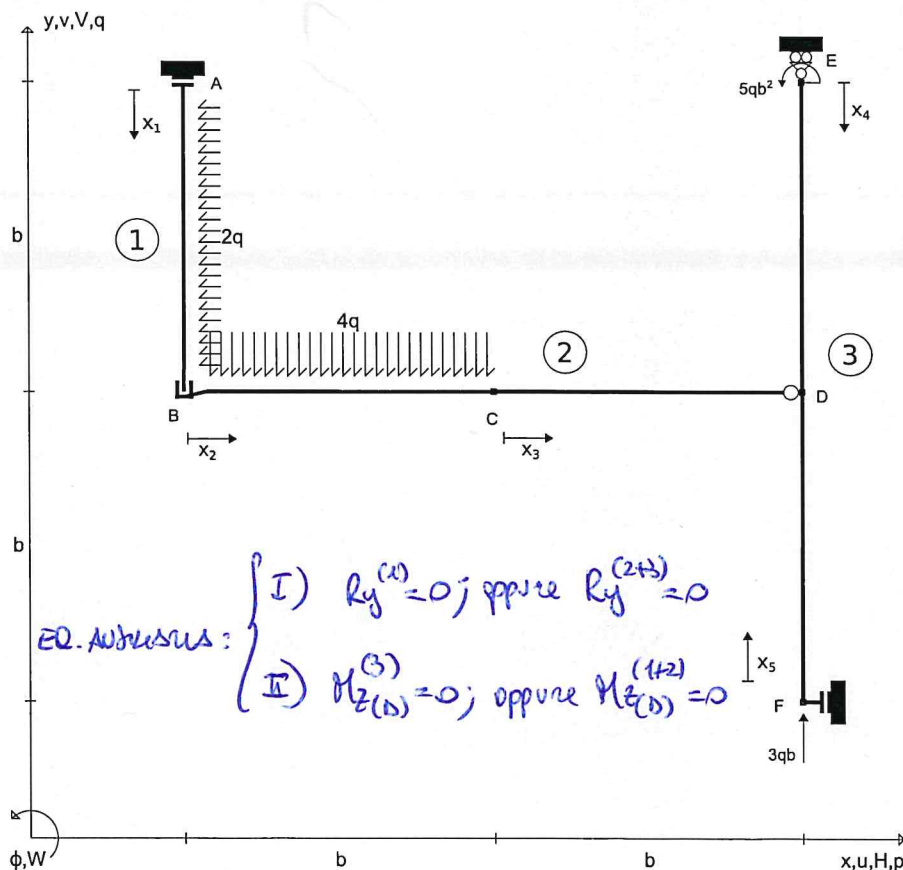 y,v,V,q
A
E
5qb²
x₁
x₄
b
1
2q
4q
2
3
B
C
D
x₂
x₃
b
I) Ry⁽¹⁾=0; oppure Ry⁽²⁺³⁾=0
EQ.
II) Mz(D)⁽³⁾=0; oppure Mz(D)⁽¹⁺²⁾=0
x₅
F
3qb
ϕ,W
b
b
x,u,H,p